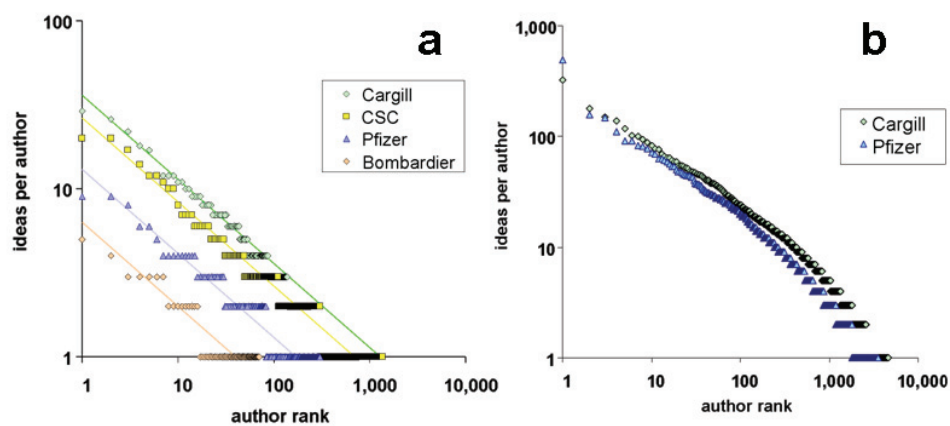 a
100
10
1
ideas per author
Cargill
CSC
Pfizer
Bombardier
1 10 100 1,000 10,000
author rank
b
1,000
100
10
1
ideas per author
Cargill
Pfizer
1 10 100 1,000 10,000
author rank